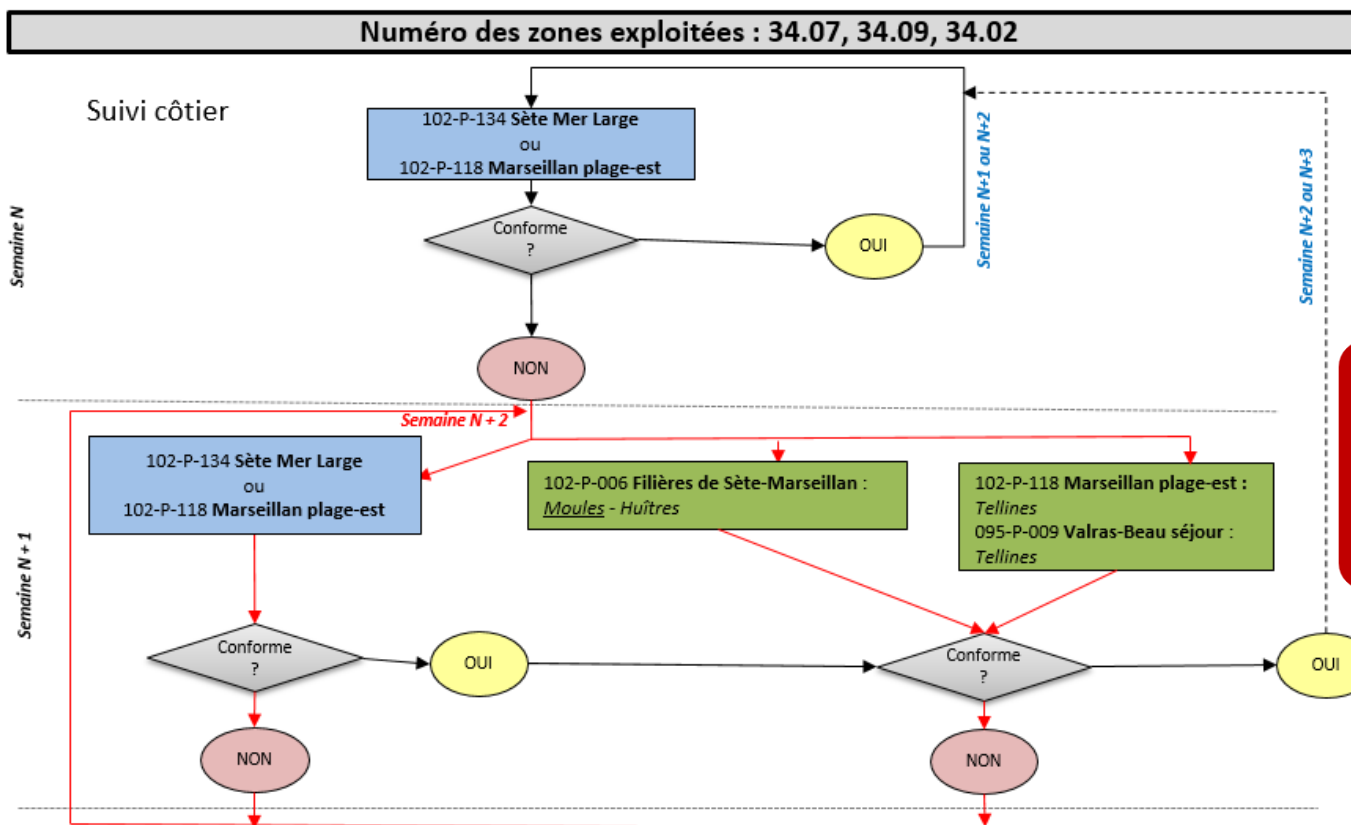 Numéro des zones exploitées : 34.07, 34.09, 34.02
Suivi côtier
Semaine N
102-P-134 Sète Mer Large
ou
102-P-118 Marseillan plage-est
Conforme
?
OUI
Semaine N+1 ou N+2
Semaine N+2 ou N+3
NON
Semaine N + 2
Semaine N + 1
102-P-134 Sète Mer Large
ou
102-P-118 Marseillan plage-est
102-P-006 Filières de Sète-Marseillan :
Moules - Huîtres
102-P-118 Marseillan plage-est :
Tellines
095-P-009 Valras-Beau séjour :
Tellines
Conforme
?
OUI
Conforme
?
OUI
NON
NON